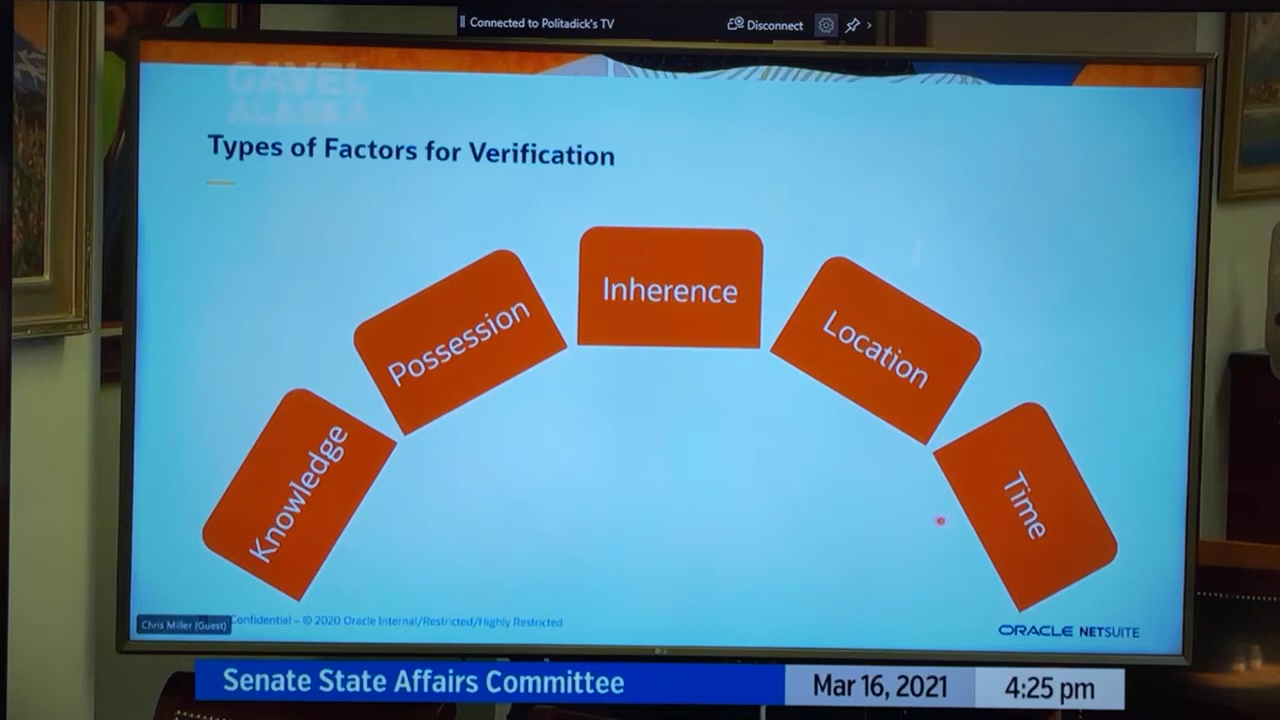 Connected to Politadick's TV
Disconnect
GAVEL
ALASKA
Types of Factors for Verification
Knowledge
Possession
Inherence
Location
Time
Chris Miller (Guest)
Confidential – © 2020 Oracle Internal/Restricted/Highly Restricted
ORACLE NETSUITE
LG
Senate State Affairs Committee
Mar 16, 2021
4:25 pm